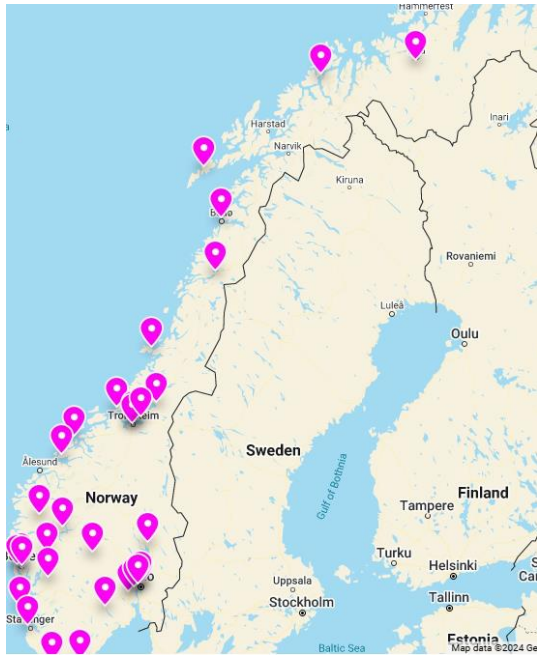 Hammerfest
Harstad
Inari
Narvik
Kiruna
Rovaniemi
Luleå
Oulu
Ålesund
Sweden
Gulf of Bothnia
Norway
Finland
Tampere
Turku
Helsinki
Uppsala
Stockholm
Tallinn
Baltic Sea
Estonia
Map data ©2024 Ge